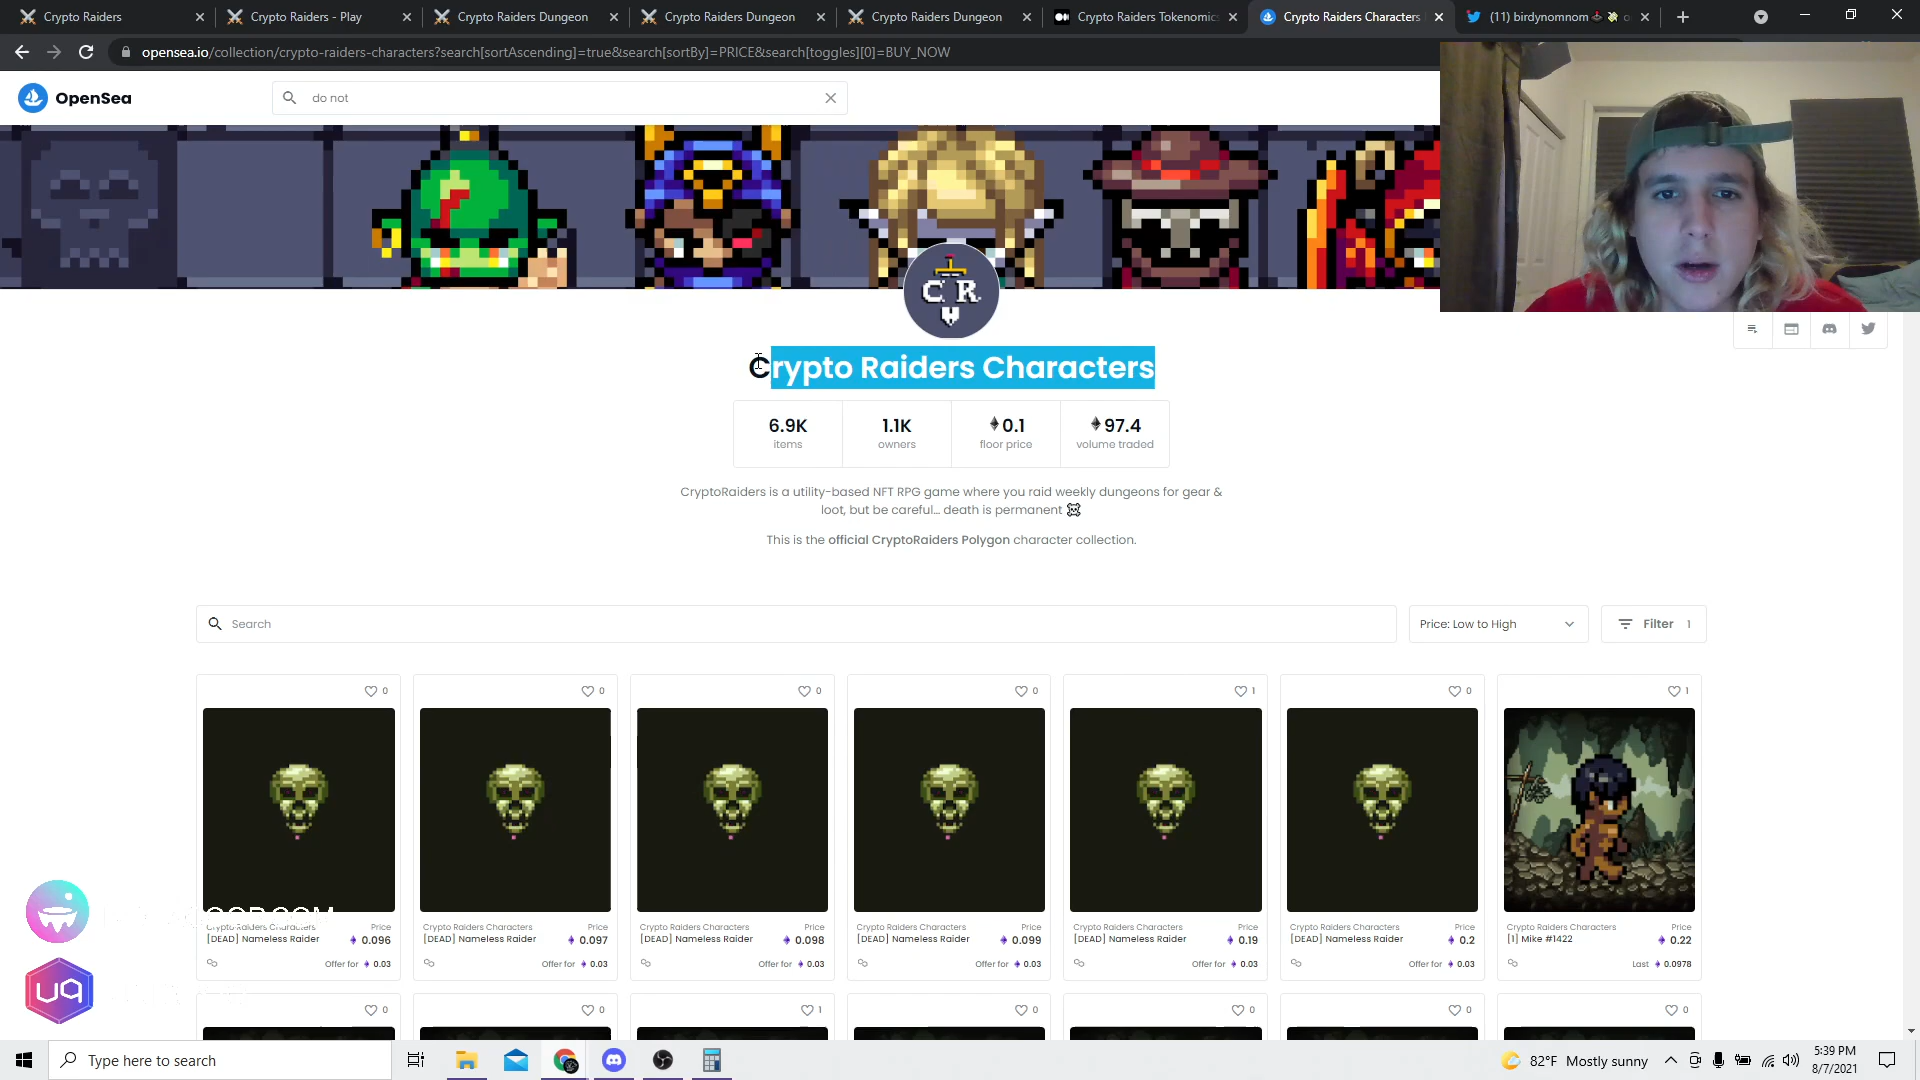 Crypto Raiders
Crypto Raiders - Play
Crypto Raiders Dungeon
Crypto Raiders Dungeon
Crypto Raiders Dungeon
Crypto Raiders Tokenomics
Crypto Raiders Characters
(11) birdynomnom
opensea.io/collection/crypto-raiders-characters?search[sortAscending]=true&search[sortBy]=PRICE&search[toggles][0]=BUY_NOW
OpenSea
do not
C R
Crypto Raiders Characters
6.9K
items
1.1K
owners
0.1
floor price
97.4
volume traded
CryptoRaiders is a utility-based NFT RPG game where you raid weekly dungeons for gear &
loot, but be careful... death is permanent
This is the official CryptoRaiders Polygon character collection.
Search
Price: Low to High
Filter 1
0
0
0
0
1
0
1
Crypto Raiders Characters Price
[DEAD] Nameless Raider 0.096
Offer for 0.03
Crypto Raiders Characters Price
[DEAD] Nameless Raider 0.097
Offer for 0.03
Crypto Raiders Characters Price
[DEAD] Nameless Raider 0.098
Offer for 0.03
Crypto Raiders Characters Price
[DEAD] Nameless Raider 0.099
Offer for 0.03
Crypto Raiders Characters Price
[DEAD] Nameless Raider 0.19
Offer for 0.03
Crypto Raiders Characters Price
[DEAD] Nameless Raider 0.2
Offer for 0.03
Crypto Raiders Characters Price
[1] Mike #1422 0.22
Last 0.0978
0
0
1
0
0
0
0
Type here to search
82°F Mostly sunny
5:39 PM
8/7/2021